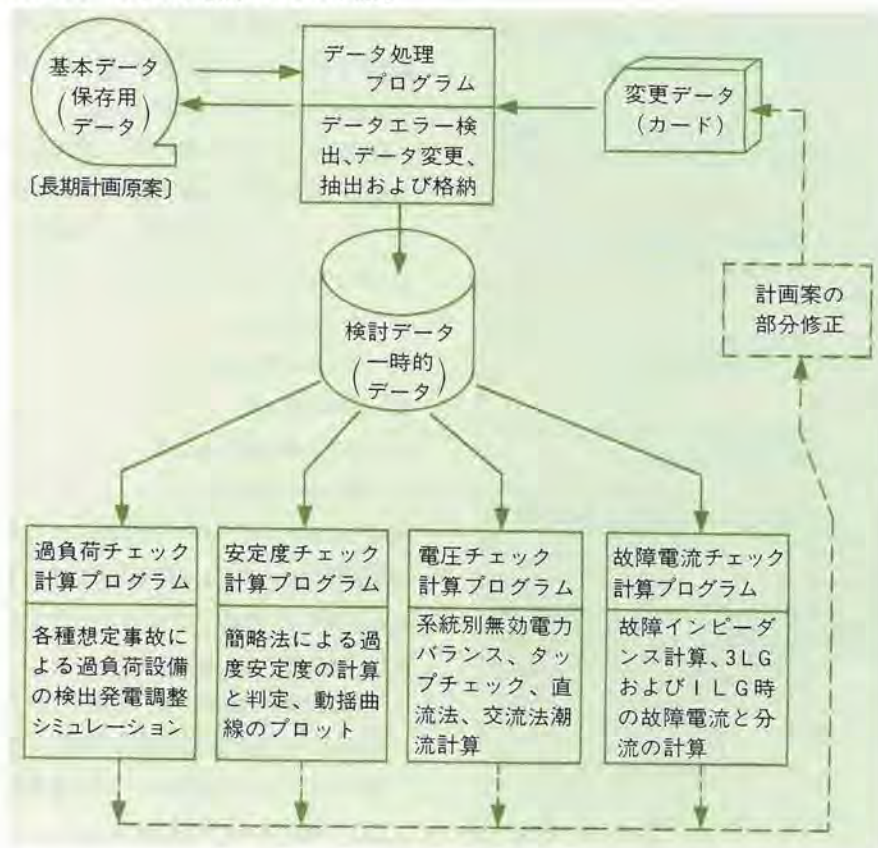 基本データ
(保存用
データ)
〔長期計画原案〕
データ処理
プログラム
データエラー検
出、データ変更、
抽出および格納
変更データ
(カード)
計画案の
部分修正
検討データ
(一時的
データ)
過負荷チェック
計算プログラム
各種想定事故に
よる過負荷設備
の検出発電調整
シミュレーション
安定度チェック
計算プログラム
簡略法による過
度安定度の計算
と判定、動揺曲
線のプロット
電圧チェック
計算プログラム
系統別無効電力
バランス、タッ
プチェック、直
流法、交流法潮
流計算
故障電流チェック
計算プログラム
故障インピーダ
ンス計算、3LG
および1LG時
の故障電流と分
流の計算